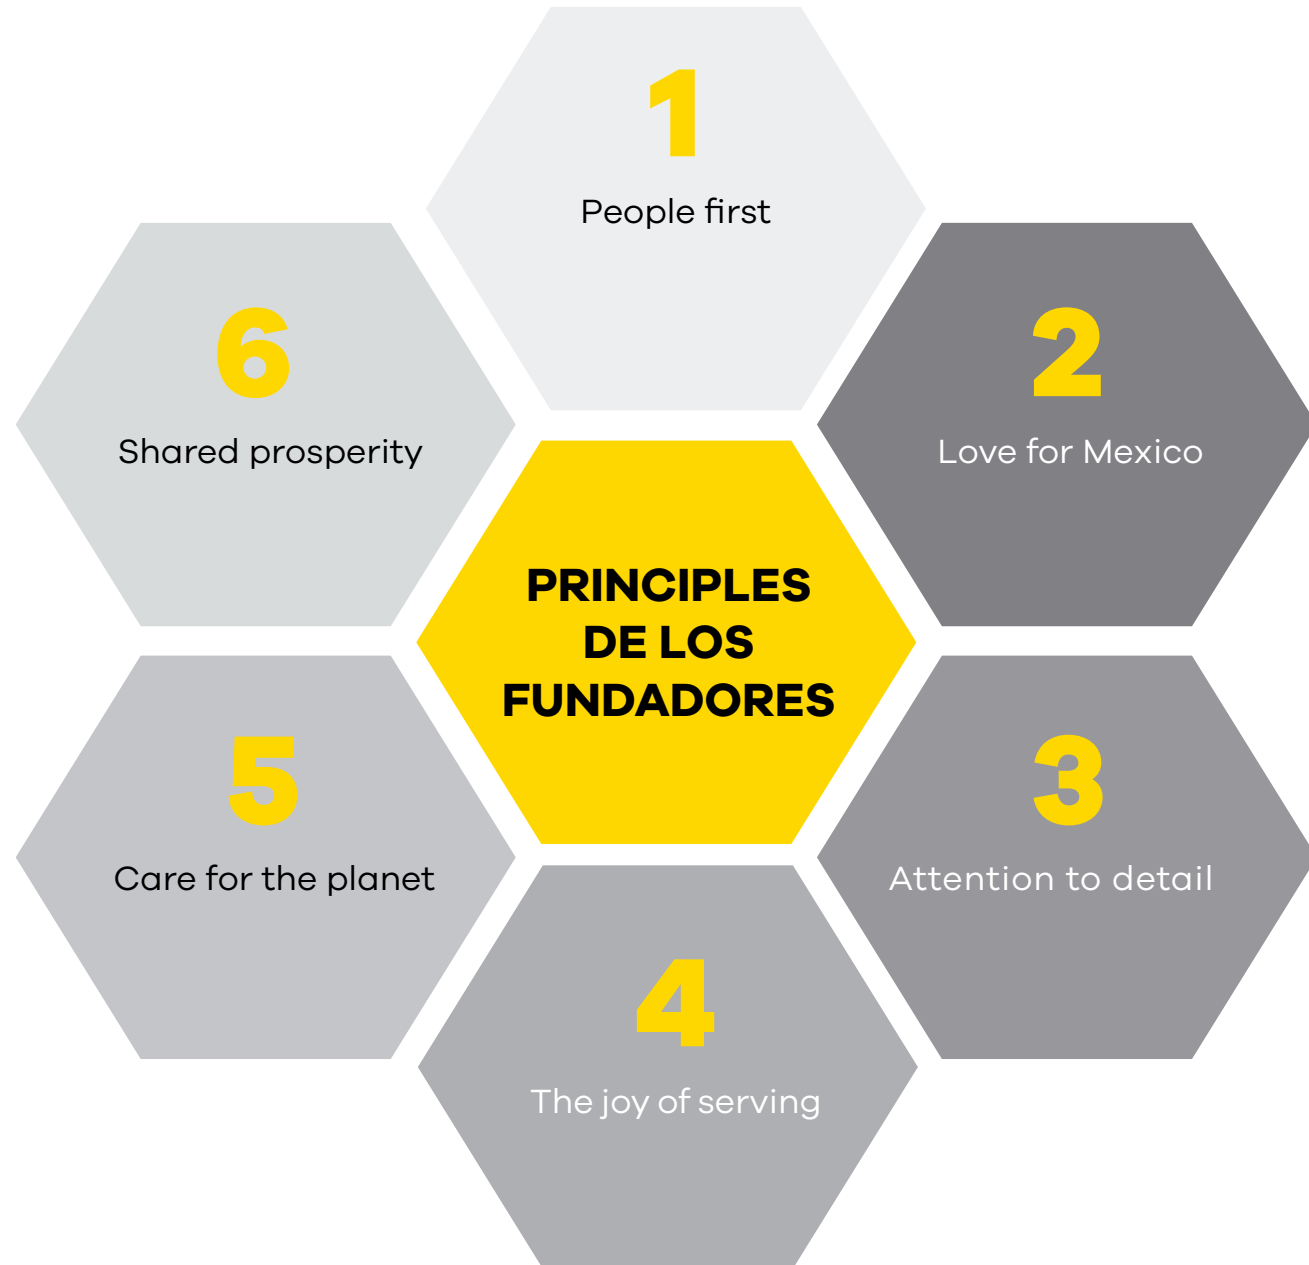 1
People first
2
Love for Mexico
3
Attention to detail
4
The joy of serving
5
Care for the planet
6
Shared prosperity
PRINCIPLES
DE LOS
FUNDADORES